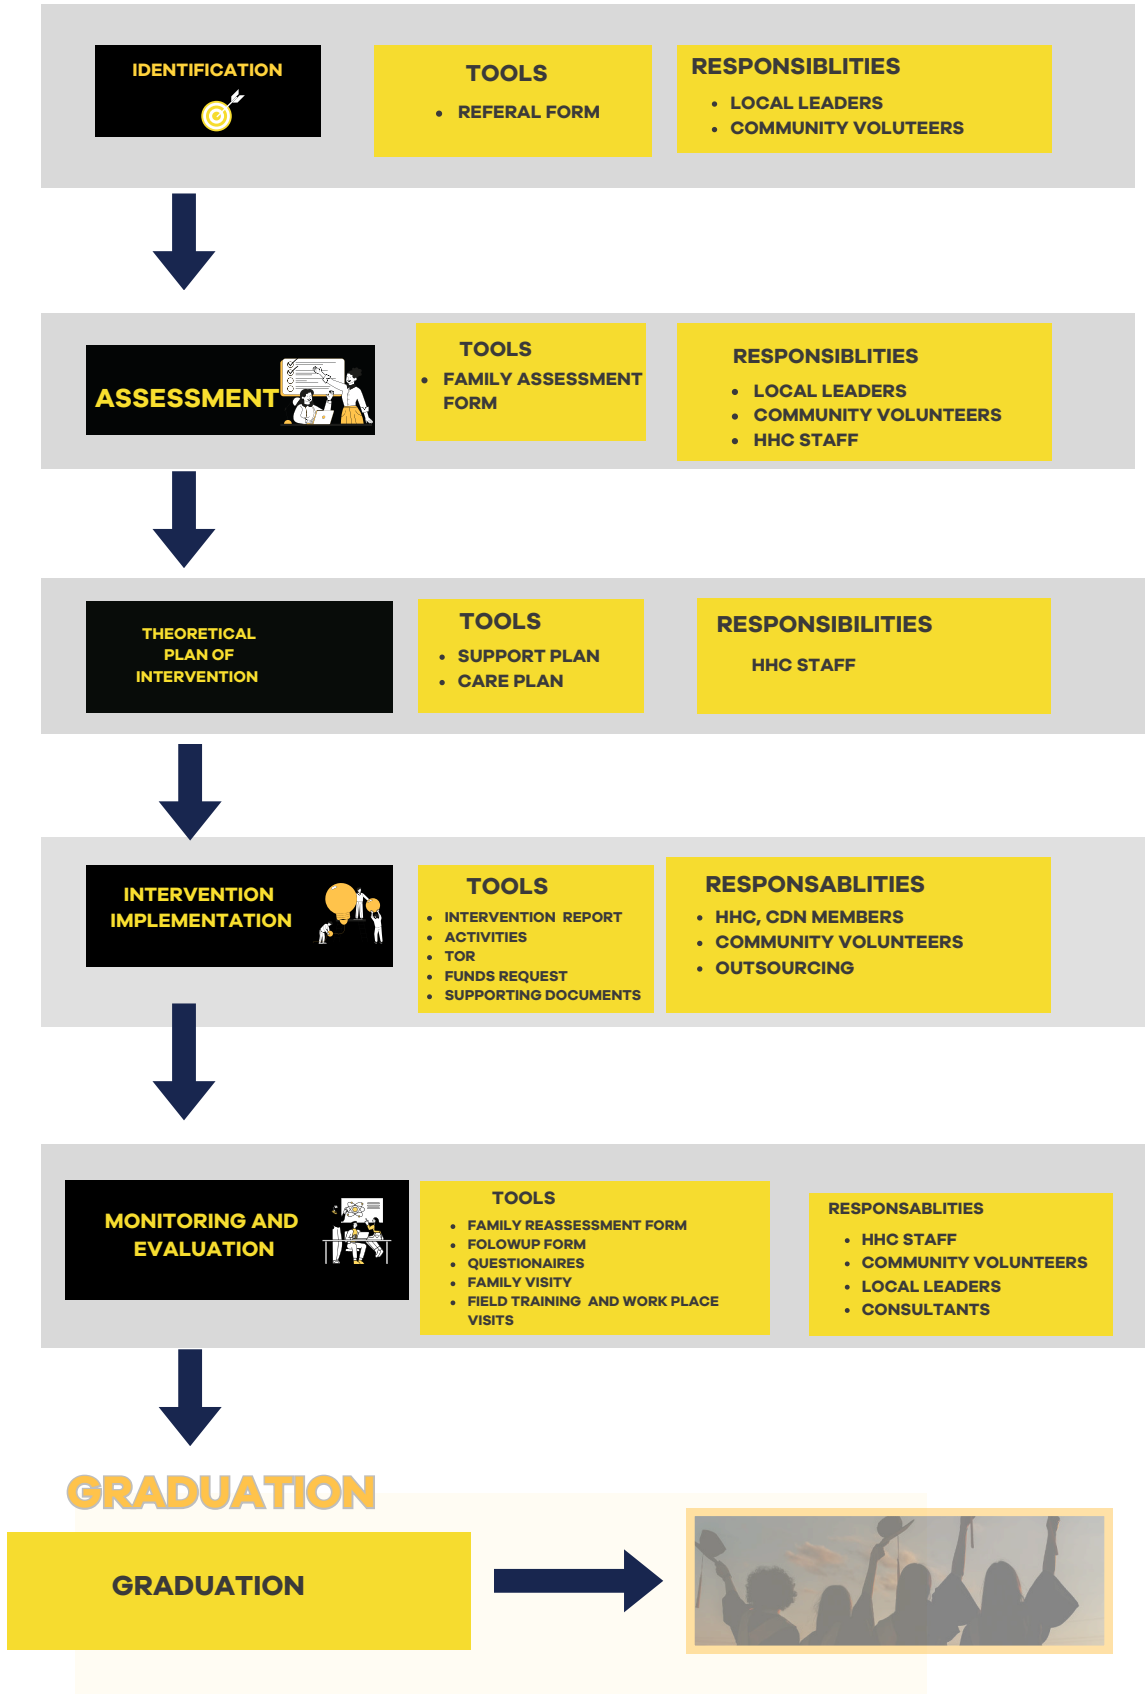 IDENTIFICATION
TOOLS
• REFERAL FORM
RESPONSIBLITIES
• LOCAL LEADERS
• COMMUNITY VOLUTEERS
ASSESSMENT
TOOLS
• FAMILY ASSESSMENT
FORM
RESPONSIBLITIES
• LOCAL LEADERS
• COMMUNITY VOLUNTEERS
• HHC STAFF
THEORETICAL
PLAN OF
INTERVENTION
TOOLS
• SUPPORT PLAN
• CARE PLAN
RESPONSIBILITIES
HHC STAFF
INTERVENTION
IMPLEMENTATION
TOOLS
• INTERVENTION REPORT
• ACTIVITIES
• TOR
• FUNDS REQUEST
• SUPPORTING DOCUMENTS
RESPONSABLITIES
• HHC, CDN MEMBERS
• COMMUNITY VOLUNTEERS
• OUTSOURCING
MONITORING AND
EVALUATION
TOOLS
• FAMILY REASSESSMENT FORM
• FOLOWUP FORM
• QUESTIONAIRES
• FAMILY VISITY
• FIELD TRAINING AND WORK PLACE
VISITS
RESPONSABLITIES
• HHC STAFF
• COMMUNITY VOLUNTEERS
• LOCAL LEADERS
• CONSULTANTS
GRADUATION
GRADUATION